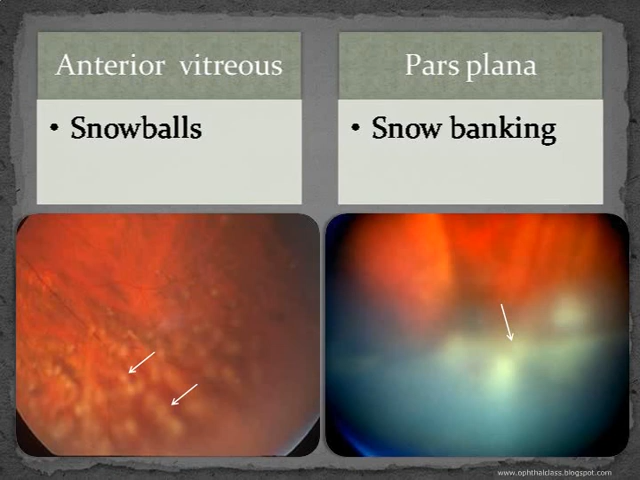 Anterior vitreous
• Snowballs
Pars plana
• Snow banking
www.ophthalclass.blogspot.com